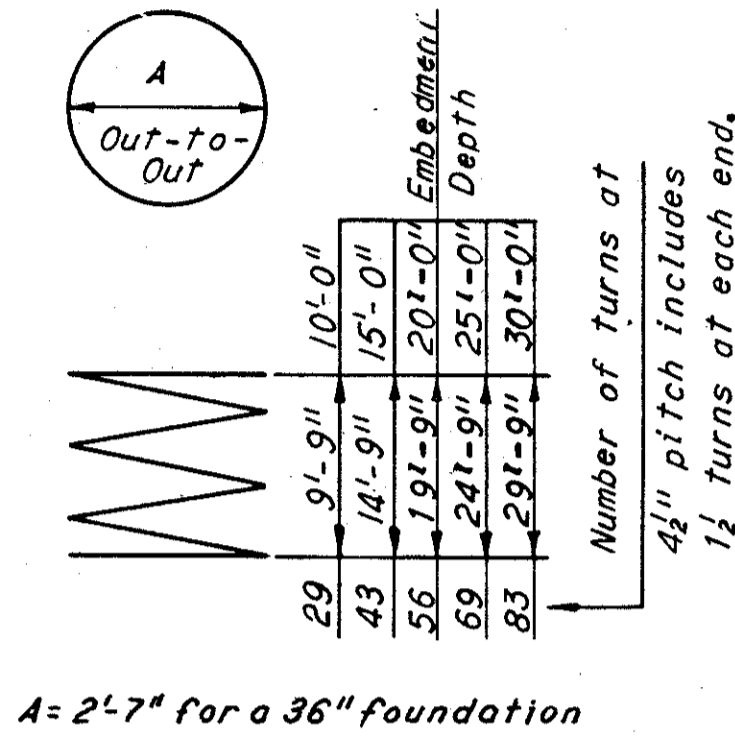 A
Out-to-
Out
Embedment
Depth
10'-0"
15'-0"
20'-0"
25'-0"
30'-0"
9'-9"
14'-9"
19'-9"
24'-9"
29'-9"
29
43
56
69
83
Number of turns at
4½" pitch includes
1½ turns at each end.
A= 2'-7" for a 36" foundation